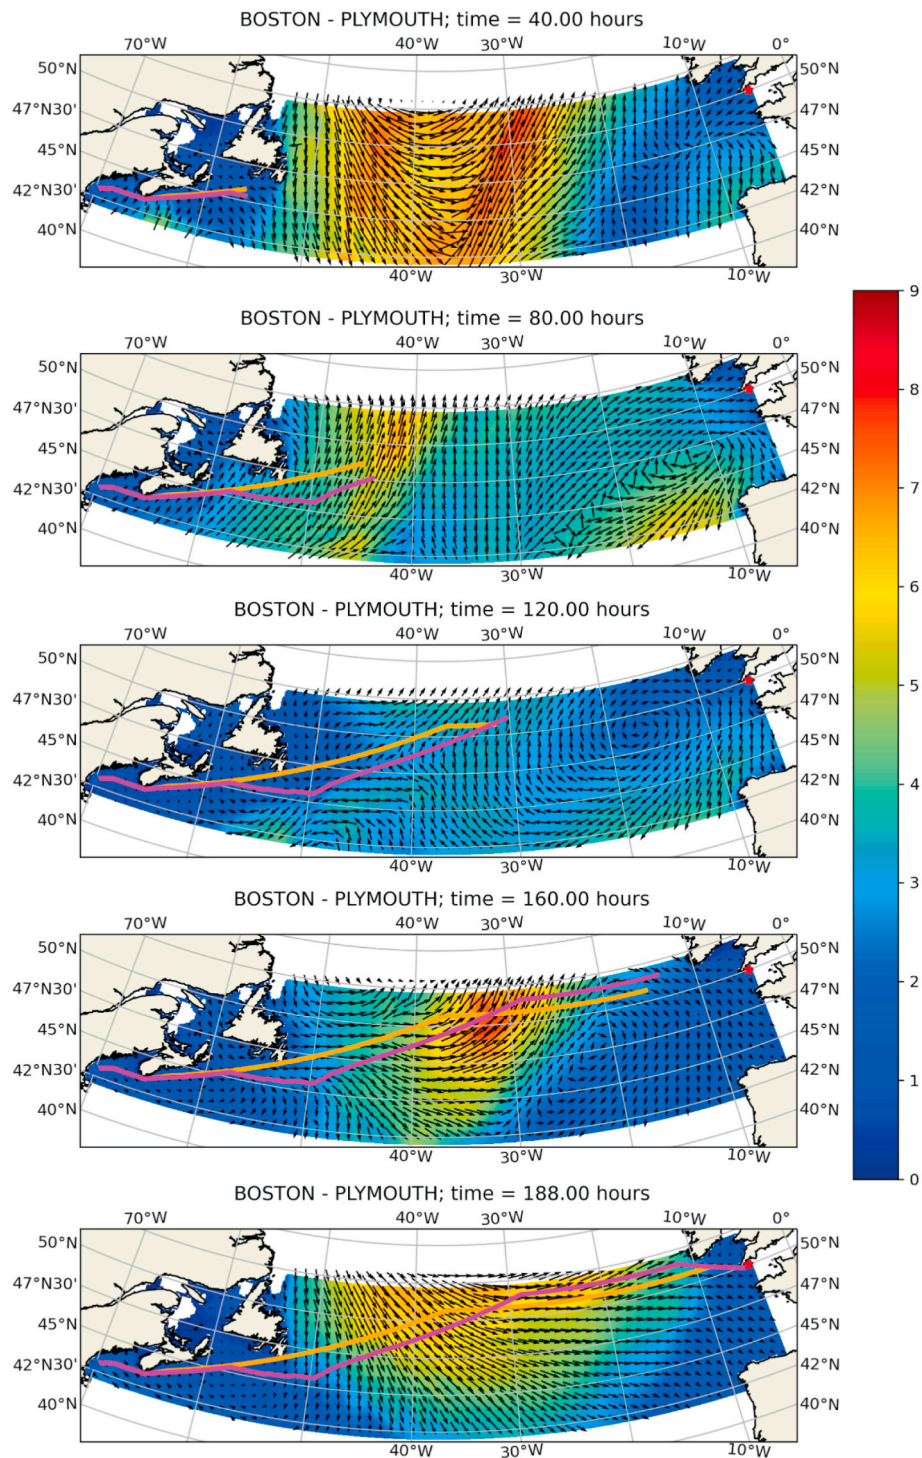 BOSTON - PLYMOUTH; time = 40.00 hours
70°W 40°W 30°W 10°W 0°
50°N 50°N
47°N30' 47°N30'
45°N 45°N
42°N30' 42°N30'
40°N 40°N
40°W 30°W 10°W
BOSTON - PLYMOUTH; time = 80.00 hours
70°W 40°W 30°W 10°W 0°
50°N 50°N
47°N30' 47°N30'
45°N 45°N
42°N30' 42°N30'
40°N 40°N
40°W 30°W 10°W
BOSTON - PLYMOUTH; time = 120.00 hours
70°W 40°W 30°W 10°W 0°
50°N 50°N
47°N30' 47°N30'
45°N 45°N
42°N30' 42°N30'
40°N 40°N
40°W 30°W 10°W
BOSTON - PLYMOUTH; time = 160.00 hours
70°W 40°W 30°W 10°W 0°
50°N 50°N
47°N30' 47°N30'
45°N 45°N
42°N30' 42°N30'
40°N 40°N
40°W 30°W 10°W
BOSTON - PLYMOUTH; time = 188.00 hours
70°W 40°W 30°W 10°W 0°
50°N 50°N
47°N30' 47°N30'
45°N 45°N
42°N30' 42°N30'
40°N 40°N
40°W 30°W 10°W
9
8
7
6
5
4
3
2
1
0